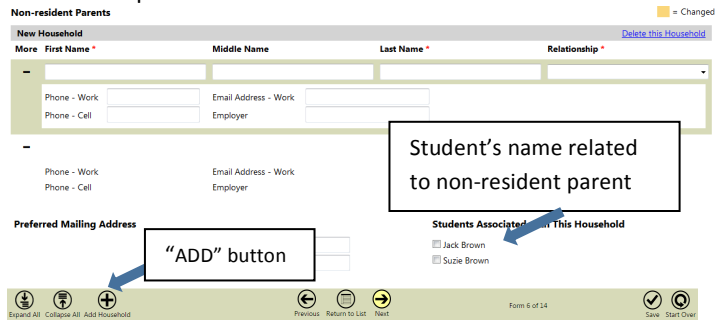 Non-resident Parents = Changed
New Household Delete this Household
More First Name * Middle Name Last Name * Relationship *
Phone - Work Email Address - Work
Phone - Cell Employer
Student's name related
to non-resident parent
Phone - Work Email Address - Work
Phone - Cell Employer
Preferred Mailing Address Students Associated This Household
"ADD" button
Jack Brown
Suzie Brown
Expand All Collapse All Add Household Previous Return to List Next Form 6 of 14 Save Start Over